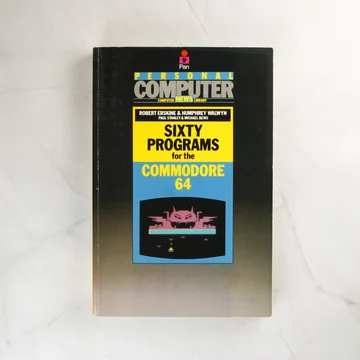 Pan
PERSONAL
COMPUTER
COMPUTER NEWS LIBRARY
ROBERT ERSKINE & HUMPHREY WALWYN
PAUL STANLEY & MICHAEL BEWS
SIXTY
PROGRAMS
for the
COMMODORE
64